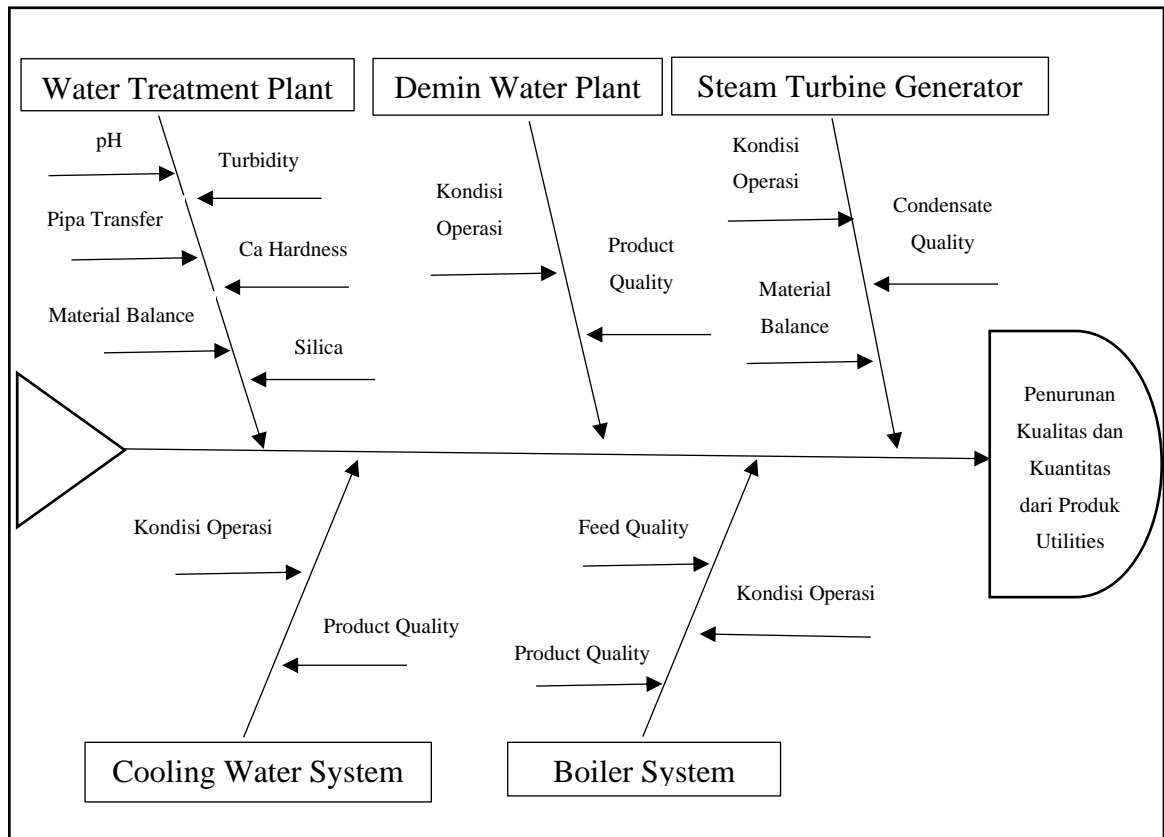 Water Treatment Plant
Demin Water Plant
Steam Turbine Generator
pH
Turbidity
Pipa Transfer
Ca Hardness
Material Balance
Silica
Kondisi
Operasi
Product
Quality
Kondisi
Operasi
Condensate
Quality
Material
Balance
Penurunan
Kualitas dan
Kuantitas
dari Produk
Utilities
Kondisi Operasi
Product Quality
Feed Quality
Kondisi Operasi
Product Quality
Cooling Water System
Boiler System